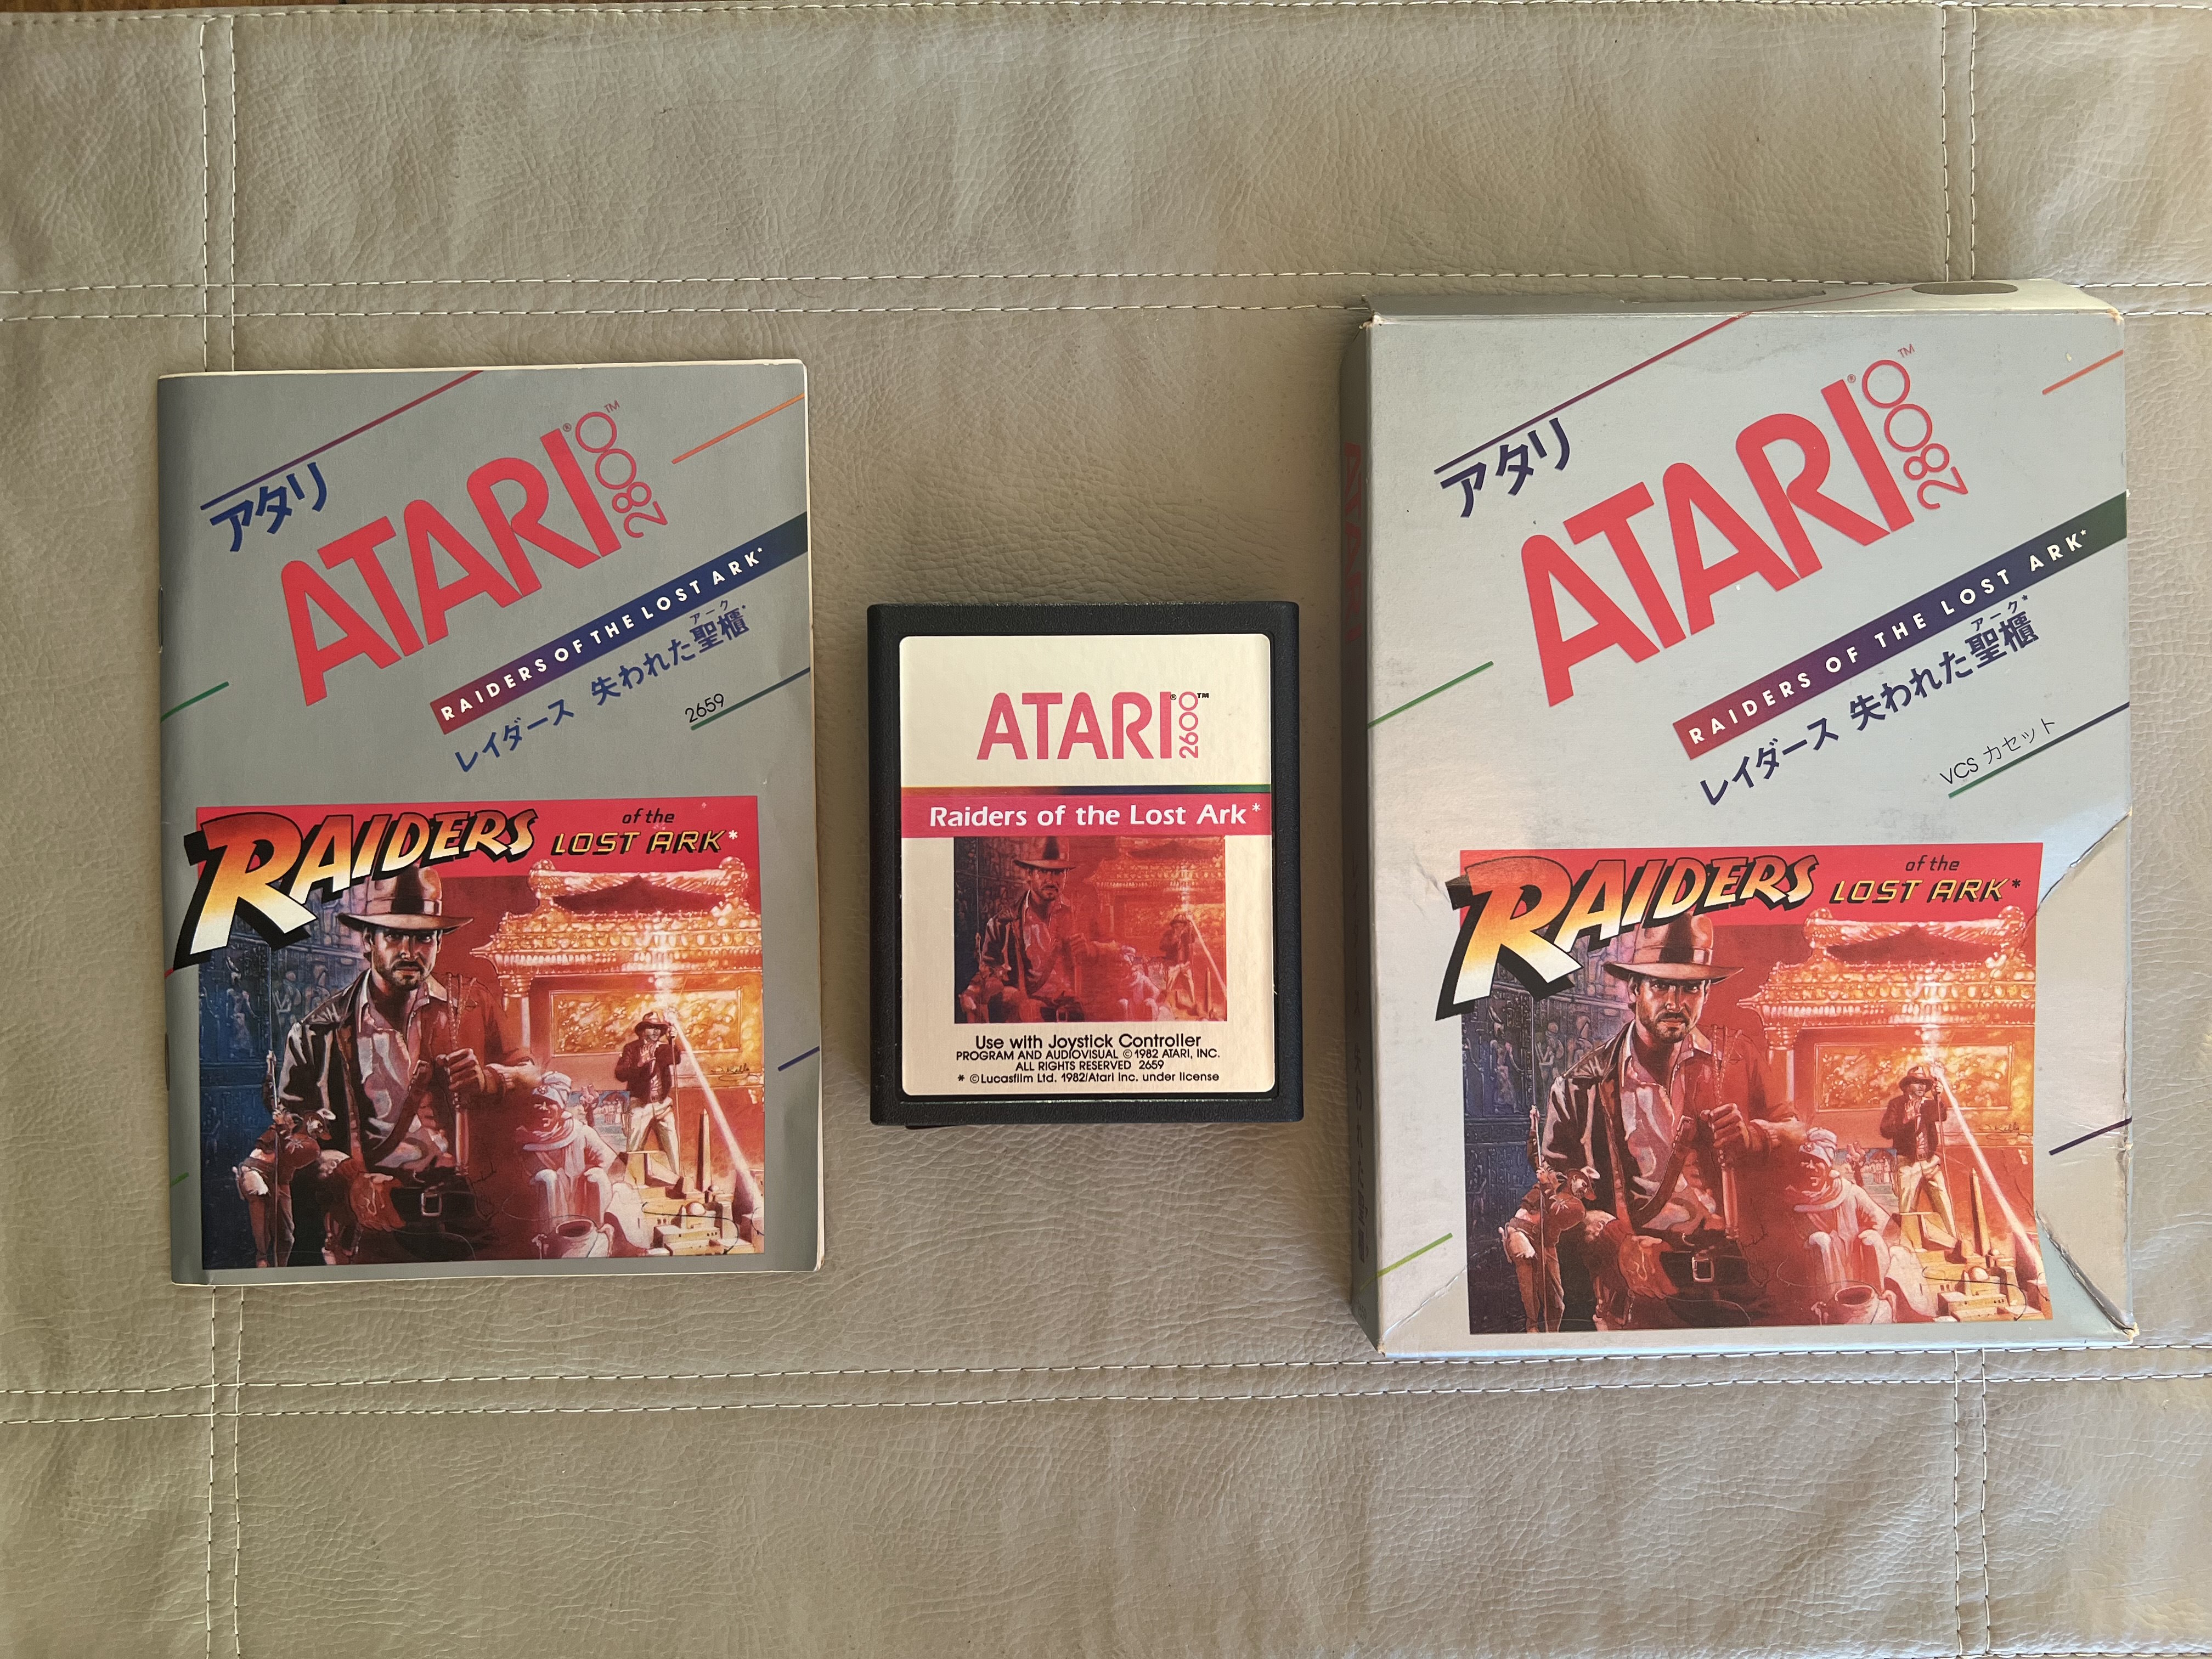 アタリ
ATARI® 2800™
RAIDERS OF THE LOST ARK*
アーク
レイダース 失われた聖櫃*
2659
RAIDERS of the
LOST ARK*
ATARI® 2600™
Raiders of the Lost Ark*
Use with Joystick Controller
PROGRAM AND AUDIOVISUAL © 1982 ATARI, INC.
ALL RIGHTS RESERVED 2659
* © Lucasfilm Ltd. 1982/Atari Inc. under license
アタリ
ATARI® 2800™
RAIDERS OF THE LOST ARK*
アーク*
レイダース 失われた聖櫃
VCS カセット
RAIDERS of the
LOST ARK*